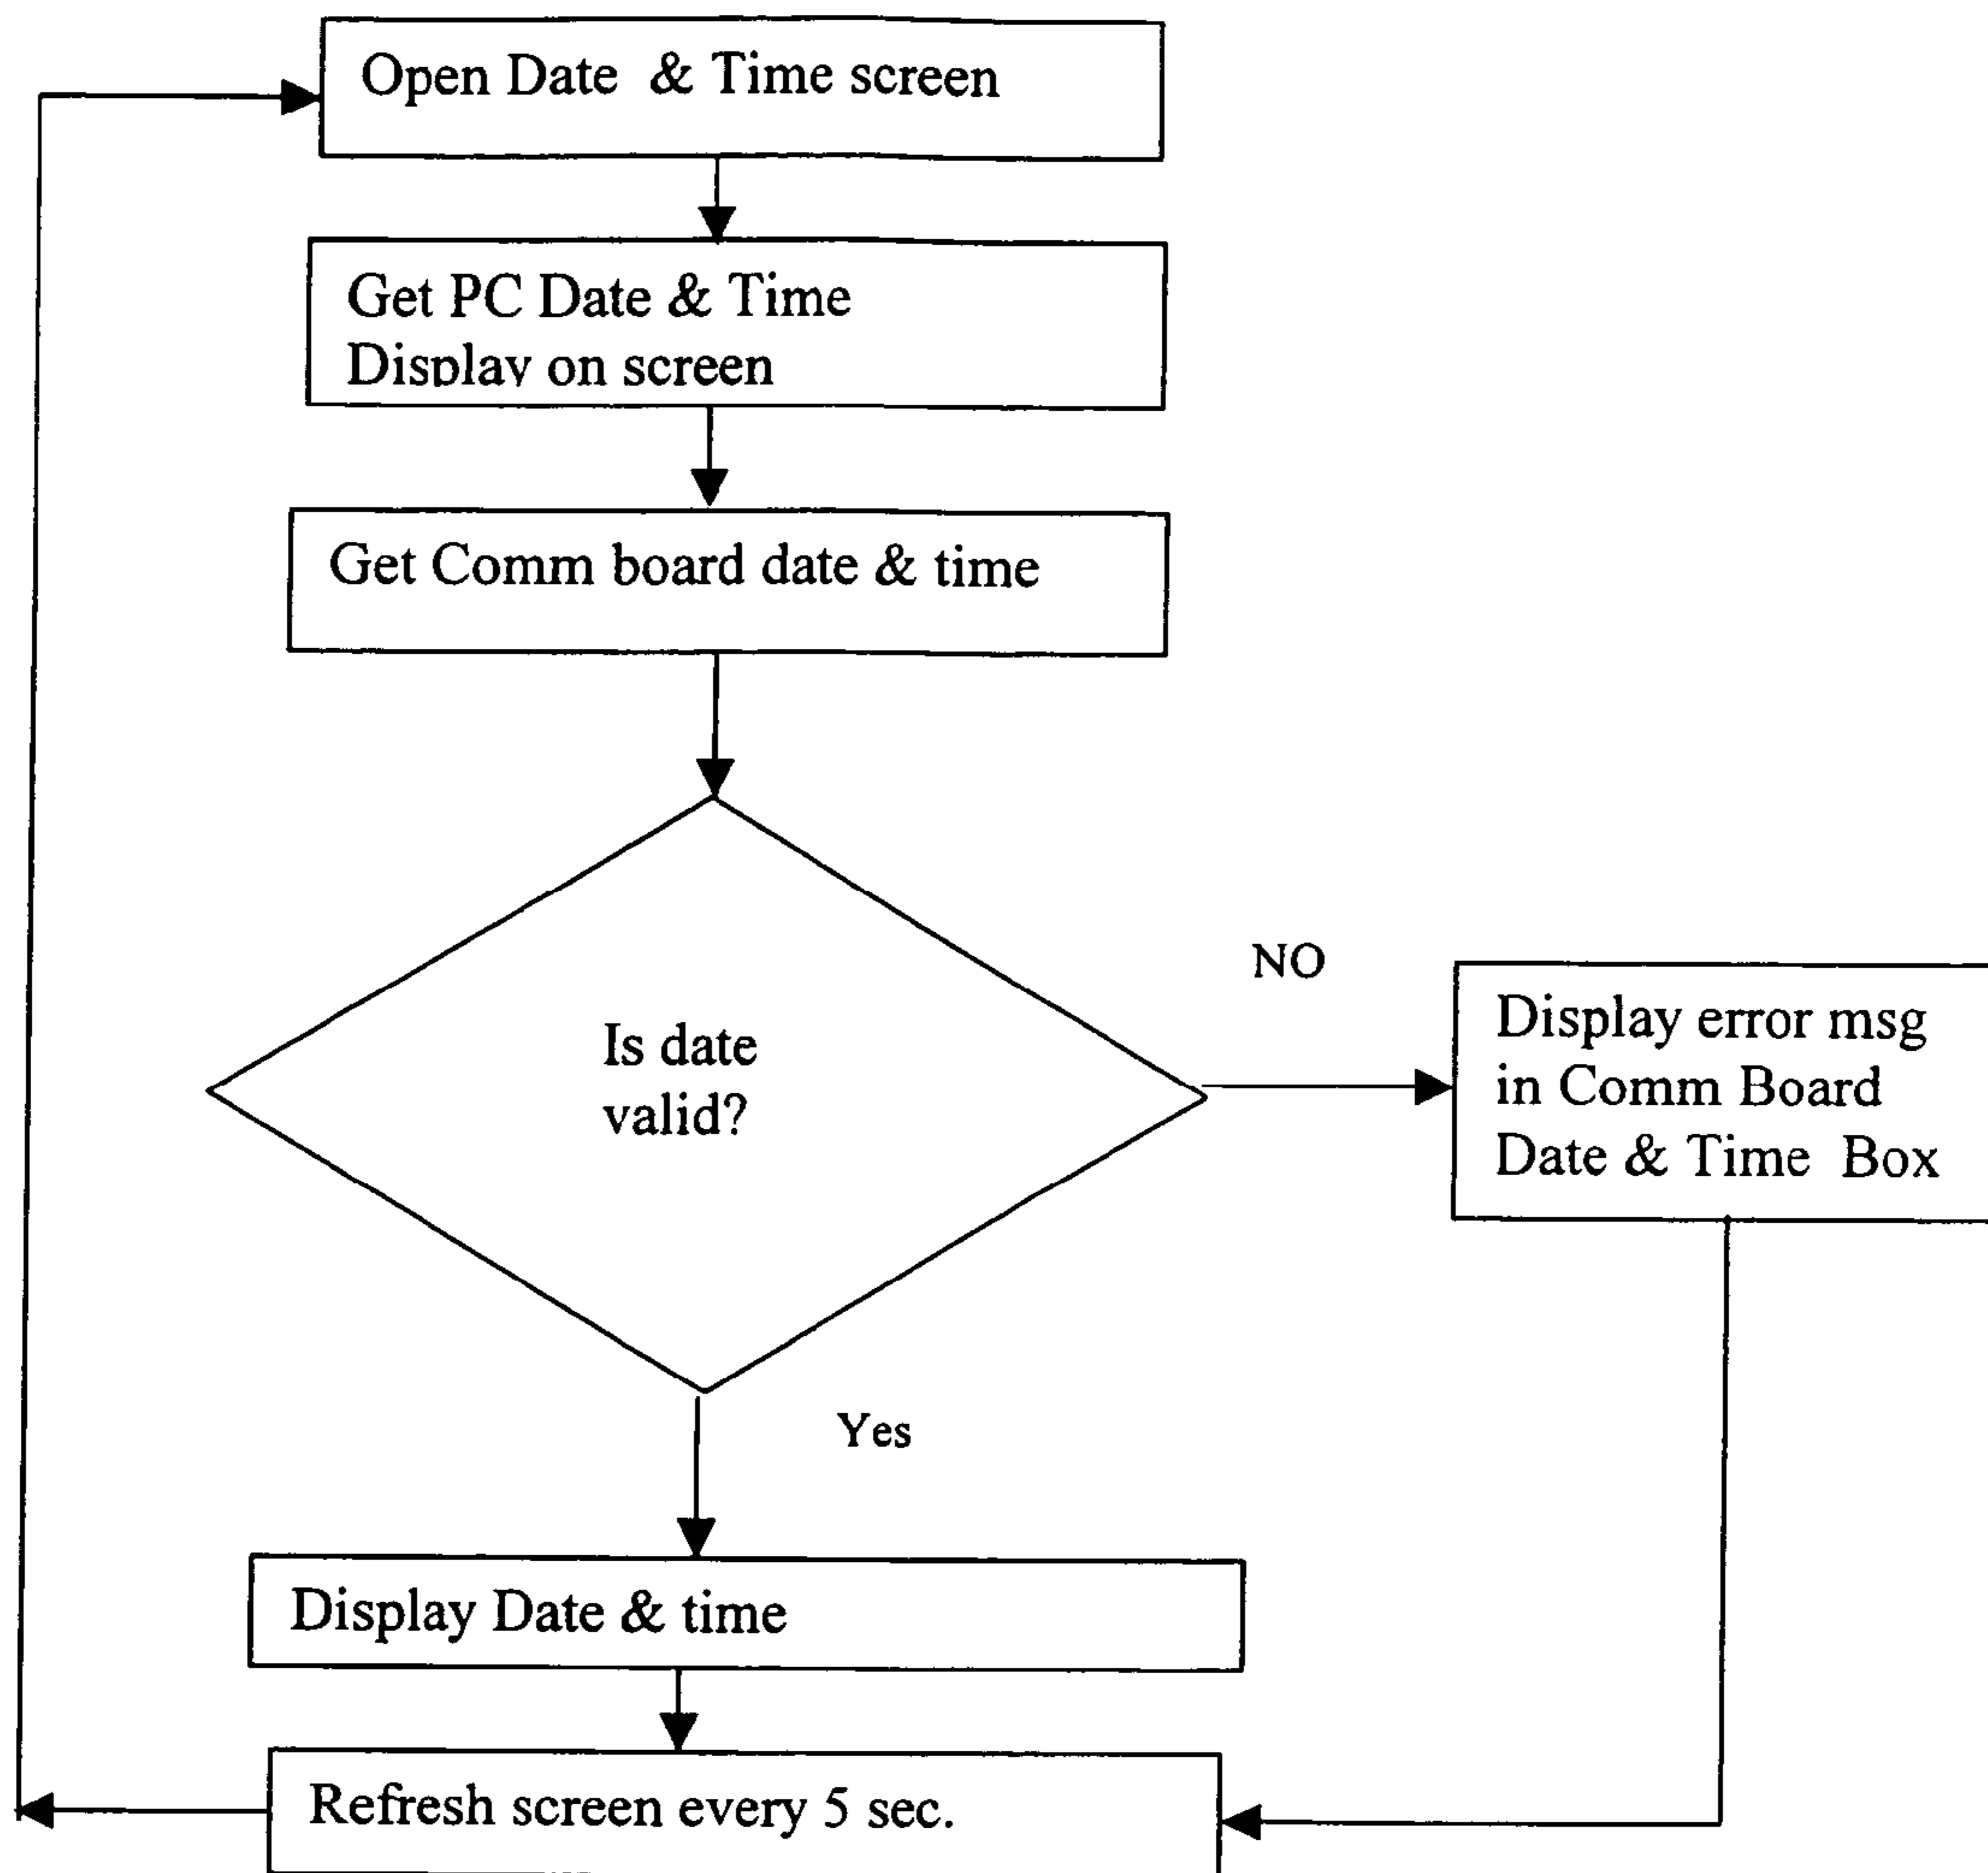 Open Date & Time screen
Get PC Date & Time
Display on screen
Get Comm board date & time
Is date
valid?
NO
Display error msg
in Comm Board
Date & Time Box
Yes
Display Date & time
Refresh screen every 5 sec.